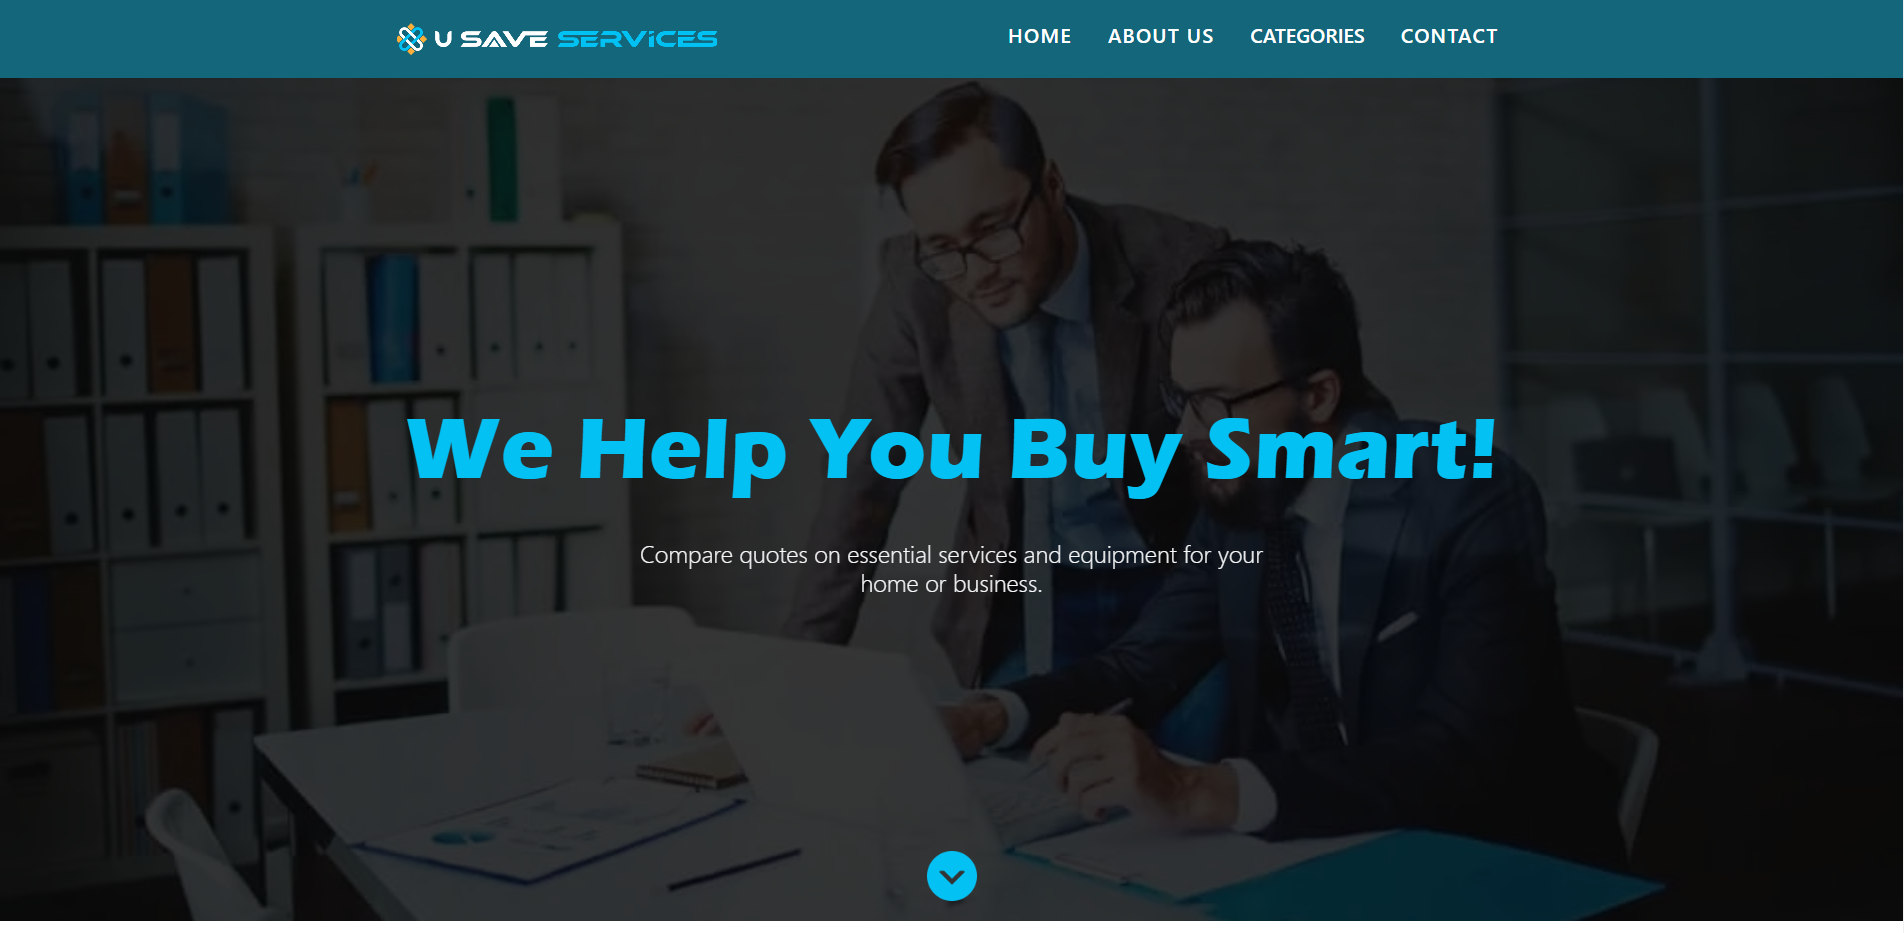 U SAVE SERVICES
HOME ABOUT US CATEGORIES CONTACT
We Help You Buy Smart!
Compare quotes on essential services and equipment for your
home or business.